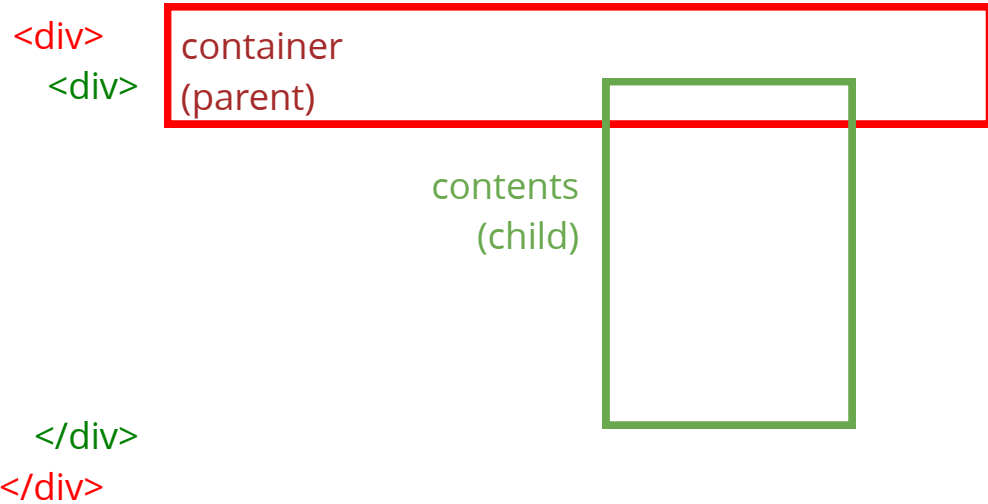 <div>
<div>
container
(parent)
contents
(child)
</div>
</div>